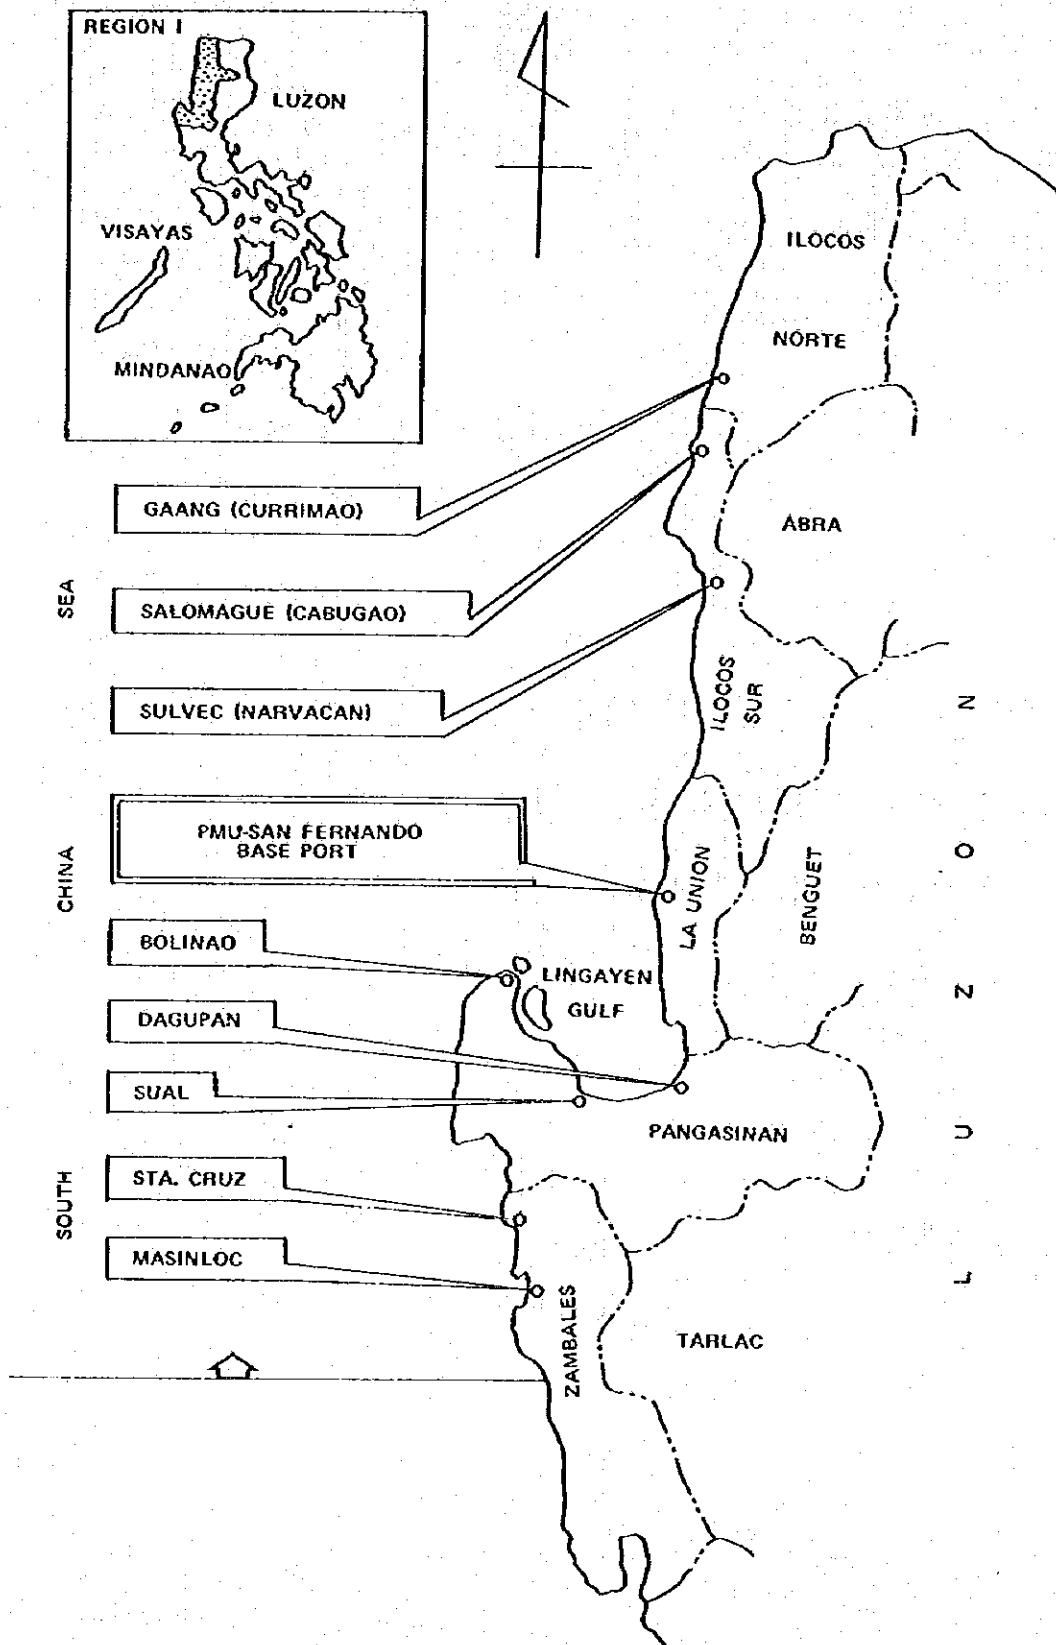 REGION I
LUZON
VISAYAS
MINDANAO
ILOCOS
NORTE
GAANG (CURRIMAO)
ABRA
SALOMAGUE (CABUGAO)
SULVEC (NARVACAN)
ILOCOS
SUR
PMU-SAN FERNANDO
BASE PORT
LA UNION
BENGUET
BOLINAO
LINGAYEN
GULF
DAGUPAN
SUAL
PANGASINAN
STA. CRUZ
MASINLOC
ZAMBALES
TARLAC
SOUTH CHINA SEA
LUZON